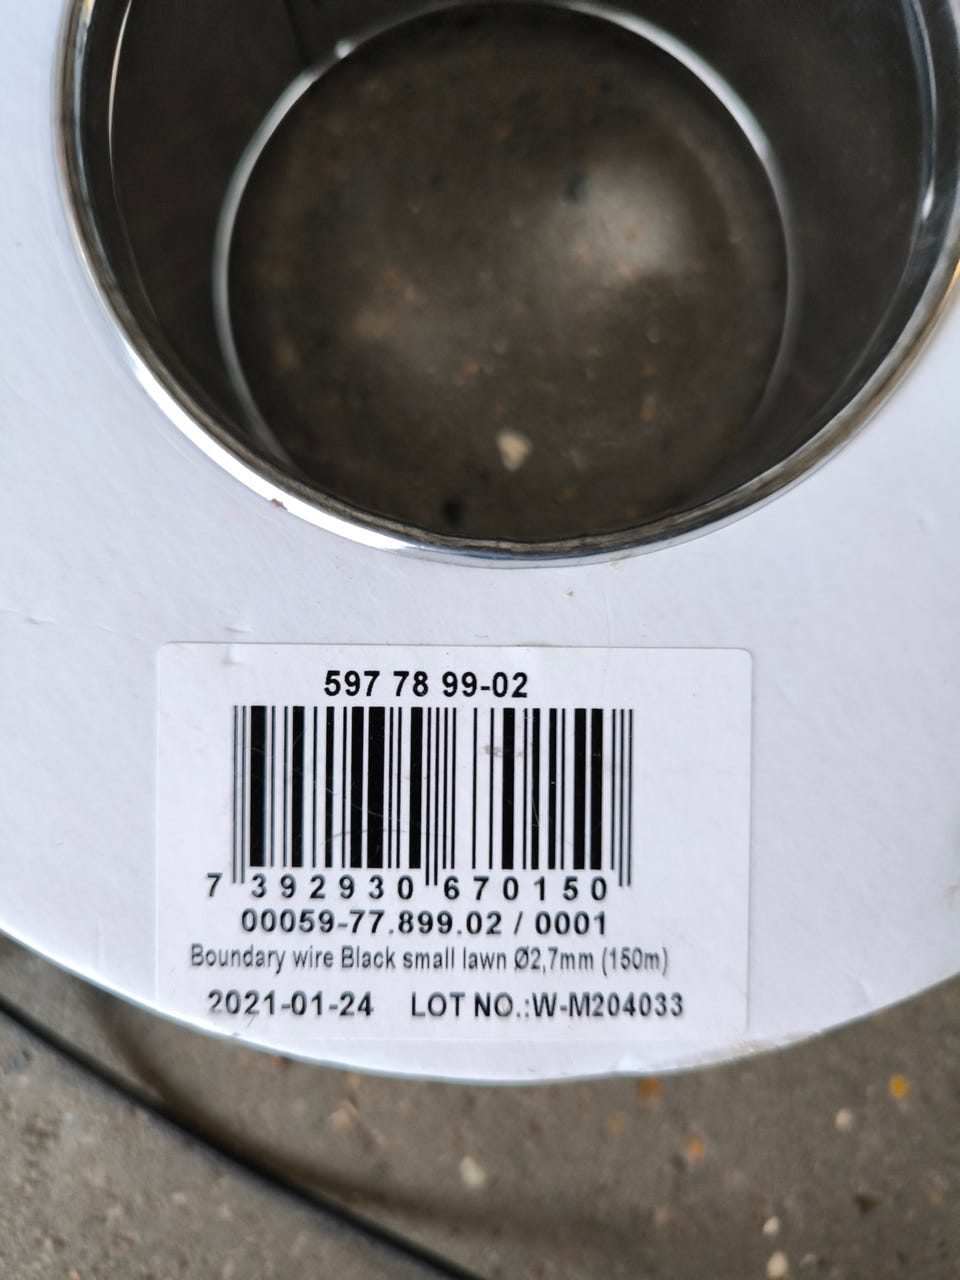 597 78 99-02
7 392930 670150
00059-77.899.02 / 0001
Boundary wire Black small lawn Ø2,7mm (150m)
2021-01-24 LOT NO.:W-M204033